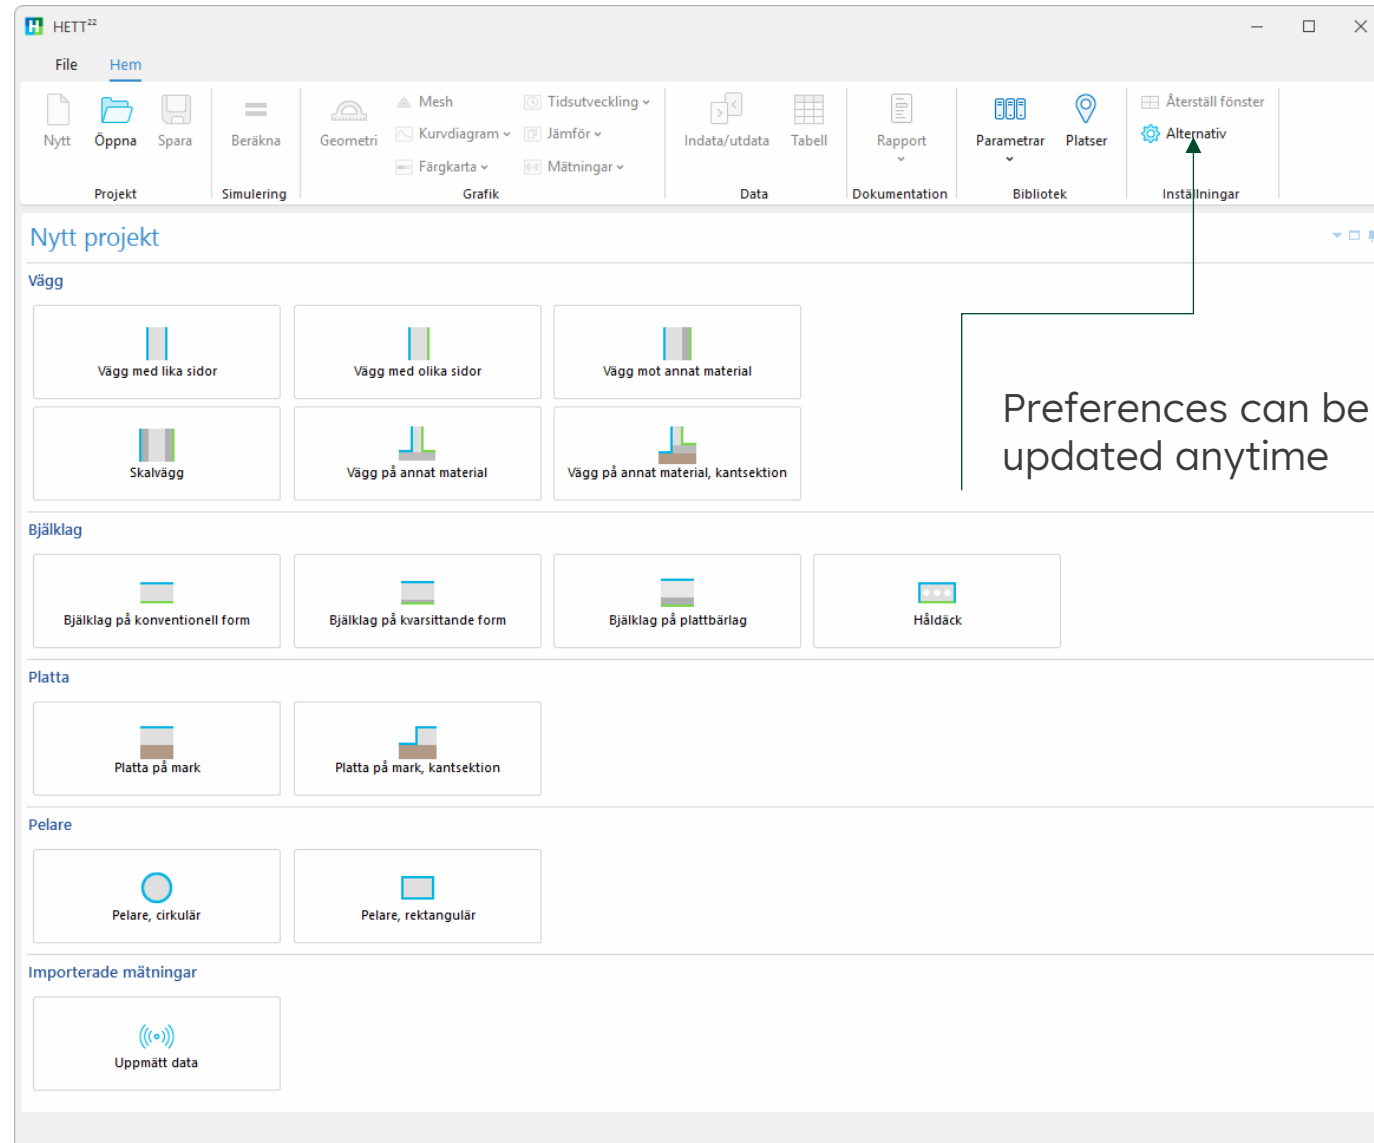 HETT²²
File Hem
Nytt Öppna Spara
Projekt
Beräkna
Simulering
Geometri
Mesh
Kurvdiagram
Färgkarta
Tidsutveckling
Jämför
Mätningar
Grafik
Indata/utdata Tabell
Data
Rapport
Dokumentation
Parametrar Platser
Bibliotek
Återställ fönster
Alternativ
Inställningar
Nytt projekt
Vägg
Vägg med lika sidor
Vägg med olika sidor
Vägg mot annat material
Skalvägg
Vägg på annat material
Vägg på annat material, kantsektion
Preferences can be
updated anytime
Bjälklag
Bjälklag på konventionell form
Bjälklag på kvarsittande form
Bjälklag på plattbärlag
Håldäck
Platta
Platta på mark
Platta på mark, kantsektion
Pelare
Pelare, cirkulär
Pelare, rektangulär
Importerade mätningar
Uppmätt data